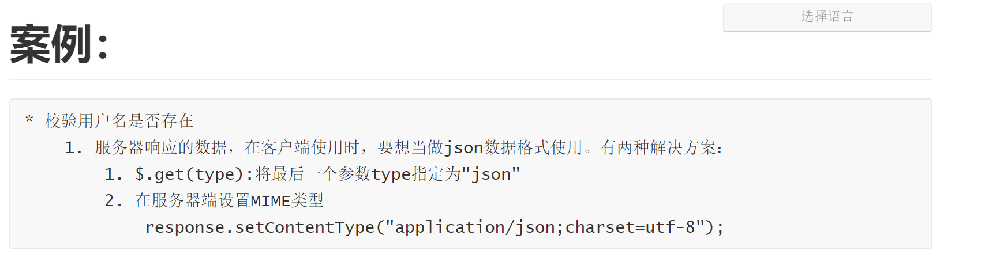 选择语言
案例：
* 校验用户名是否存在
1. 服务器响应的数据，在客户端使用时，要想当做json数据格式使用。有两种解决方案：
1. $.get(type):将最后一个参数type指定为"json"
2. 在服务器端设置MIME类型
response.setContentType("application/json;charset=utf-8");